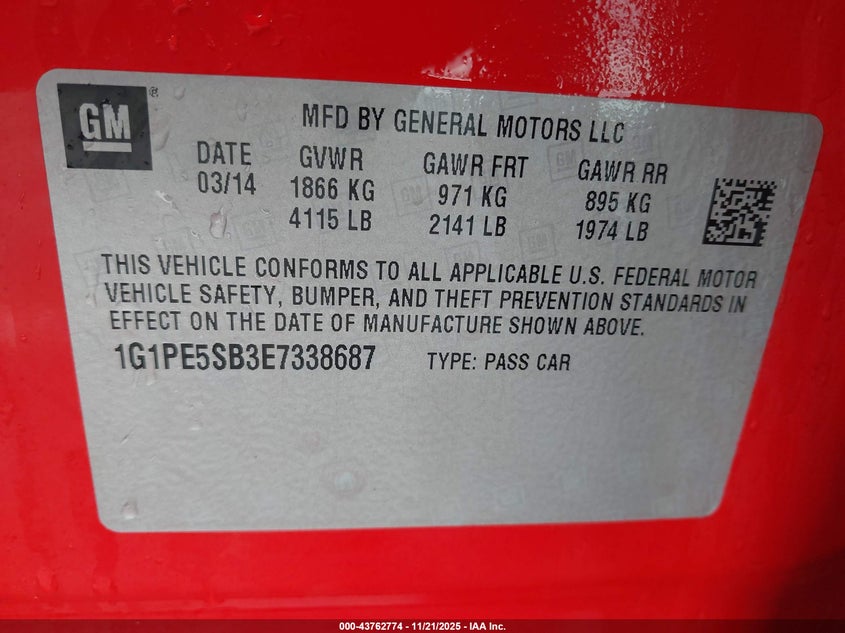 GM ®
MFD BY GENERAL MOTORS LLC
DATE GVWR GAWR FRT GAWR RR
03/14 1866 KG 971 KG 895 KG
4115 LB 2141 LB 1974 LB
THIS VEHICLE CONFORMS TO ALL APPLICABLE U.S. FEDERAL MOTOR
VEHICLE SAFETY, BUMPER, AND THEFT PREVENTION STANDARDS IN
EFFECT ON THE DATE OF MANUFACTURE SHOWN ABOVE.
1G1PE5SB3E7338687 TYPE: PASS CAR
000-43762774 - 11/21/2025 - IAA Inc.